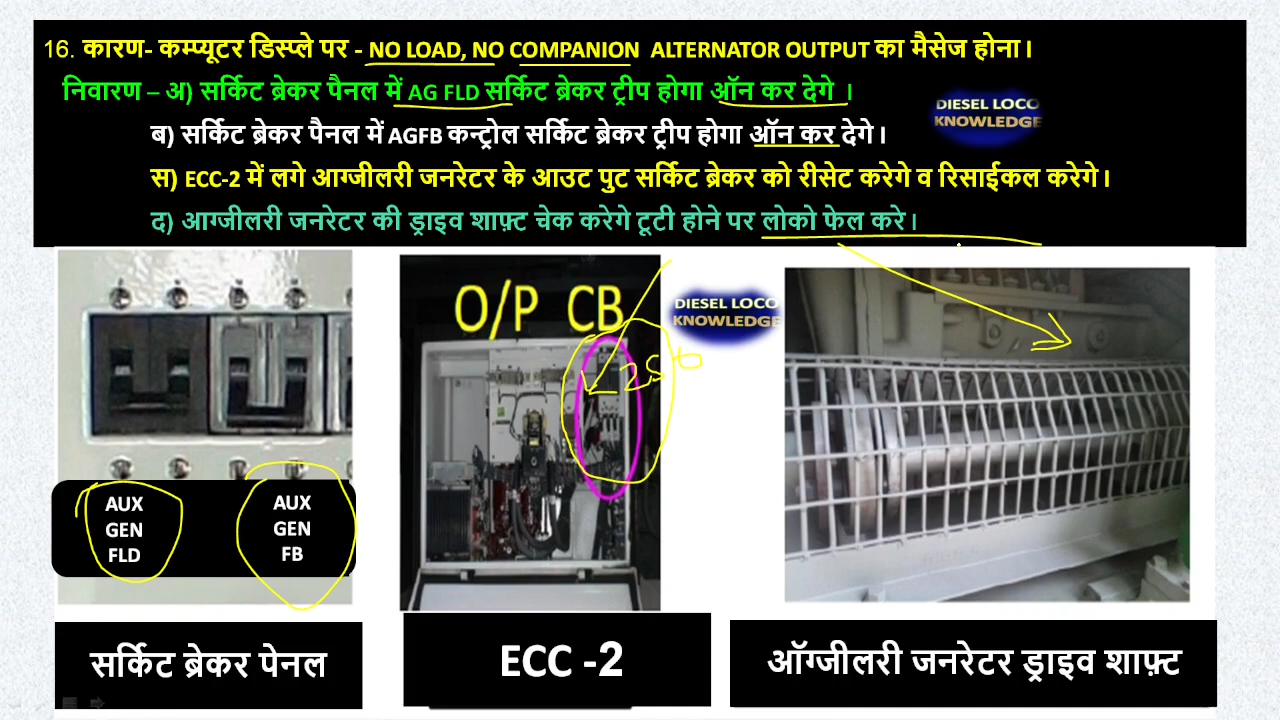 16. कारण- कम्प्यूटर डिस्प्ले पर - NO LOAD, NO COMPANION ALTERNATOR OUTPUT का मैसेज होना।
निवारण – अ) सर्किट ब्रेकर पैनल में AG FLD सर्किट ब्रेकर ट्रीप होगा ऑन कर देगे ।
ब) सर्किट ब्रेकर पैनल में AGFB कन्ट्रोल सर्किट ब्रेकर ट्रीप होगा ऑन कर देगे।
स) ECC-2 में लगे आग्जीलरी जनरेटर के आउट पुट सर्किट ब्रेकर को रीसेट करेगे व रिसाईकल करेगे।
द) आग्जीलरी जनरेटर की ड्राइव शाफ़्ट चेक करेगे टूटी होने पर लोको फेल करे।
DIESEL LOCO
KNOWLEDGE
O/P CB
DIESEL LOCO
KNOWLEDGE
AUX
GEN
FLD
AUX
GEN
FB
सर्किट ब्रेकर पेनल
ECC -2
ऑग्जीलरी जनरेटर ड्राइव शाफ़्ट